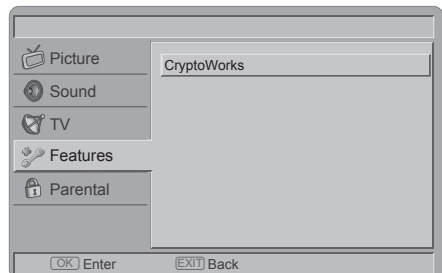 Picture
CryptoWorks
Sound
TV
Features
Parental
OK Enter EXIT Back